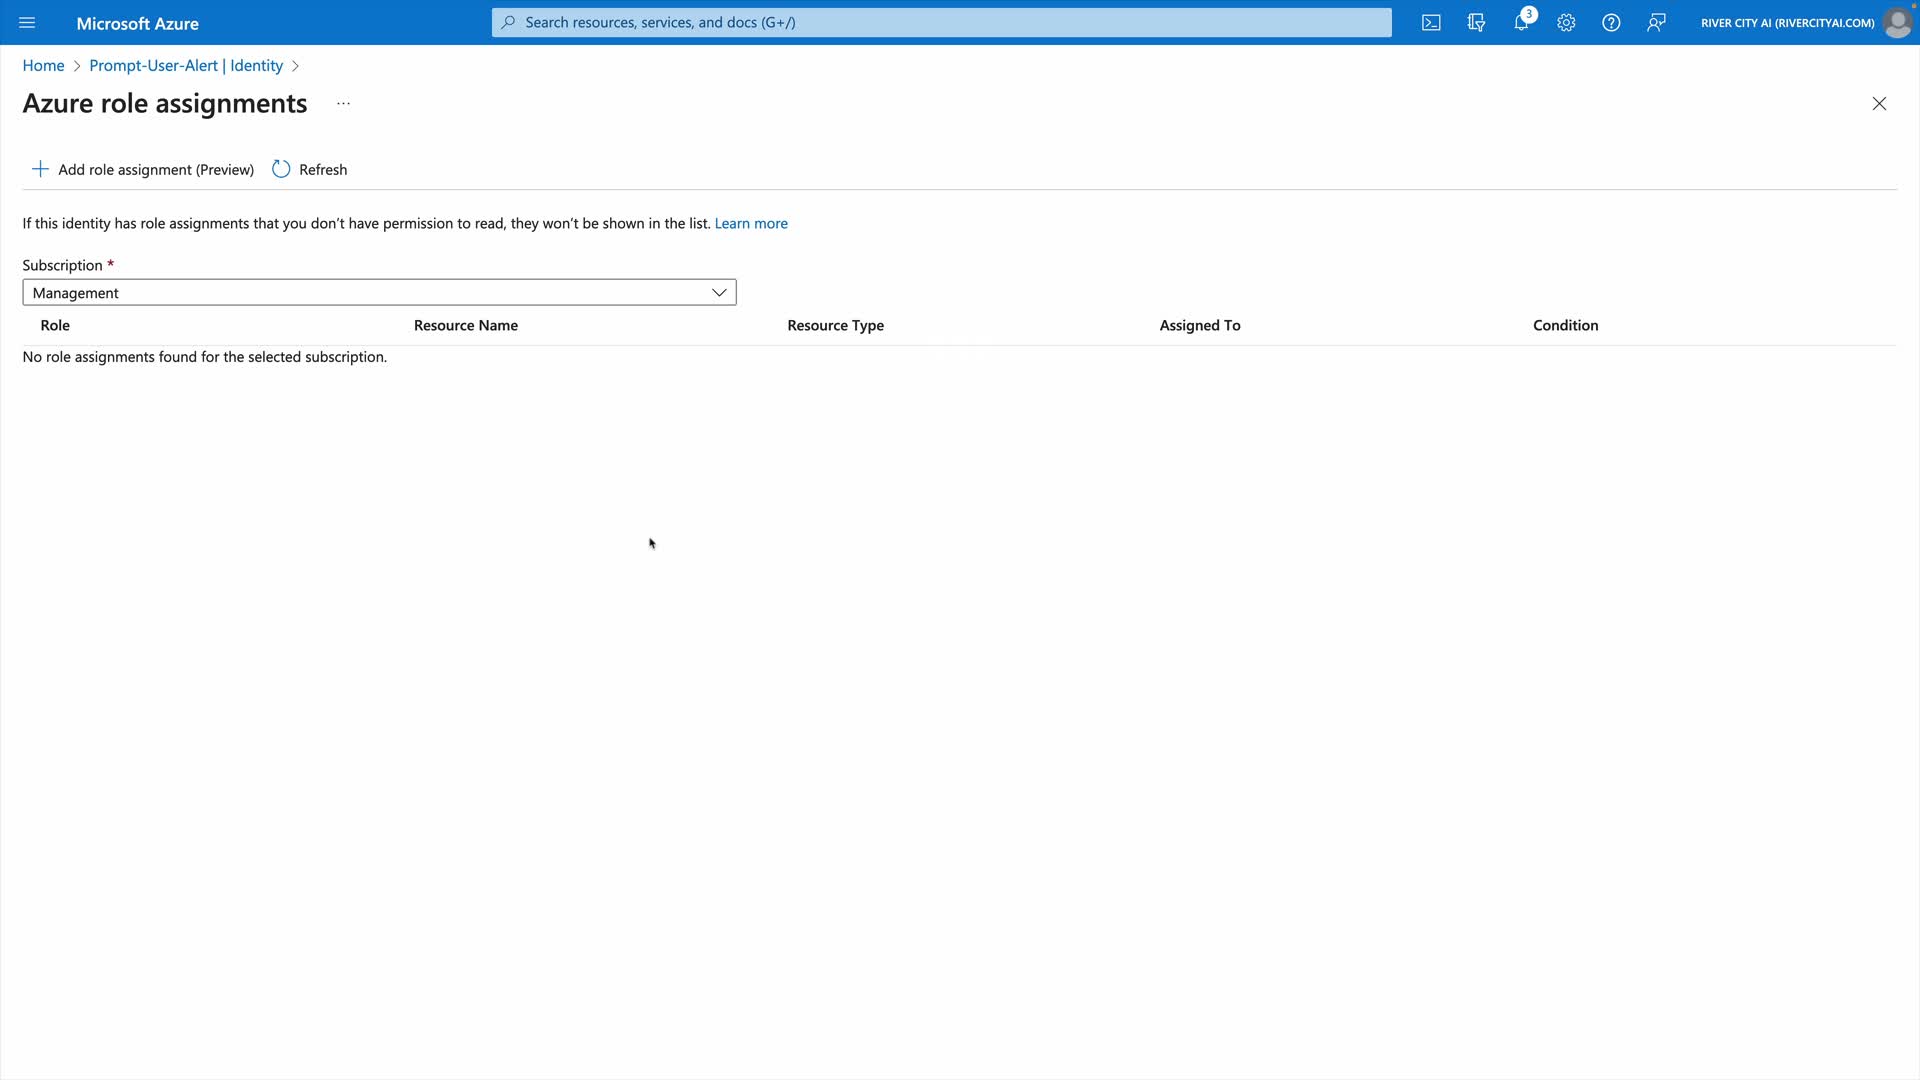 Microsoft Azure
Search resources, services, and docs (G+/)
3
RIVER CITY AI (RIVERCITYAI.COM)
Home > Prompt-User-Alert | Identity >
Azure role assignments ...
Add role assignment (Preview) Refresh
If this identity has role assignments that you don’t have permission to read, they won’t be shown in the list. Learn more
Subscription *
Management
Role Resource Name Resource Type Assigned To Condition
No role assignments found for the selected subscription.